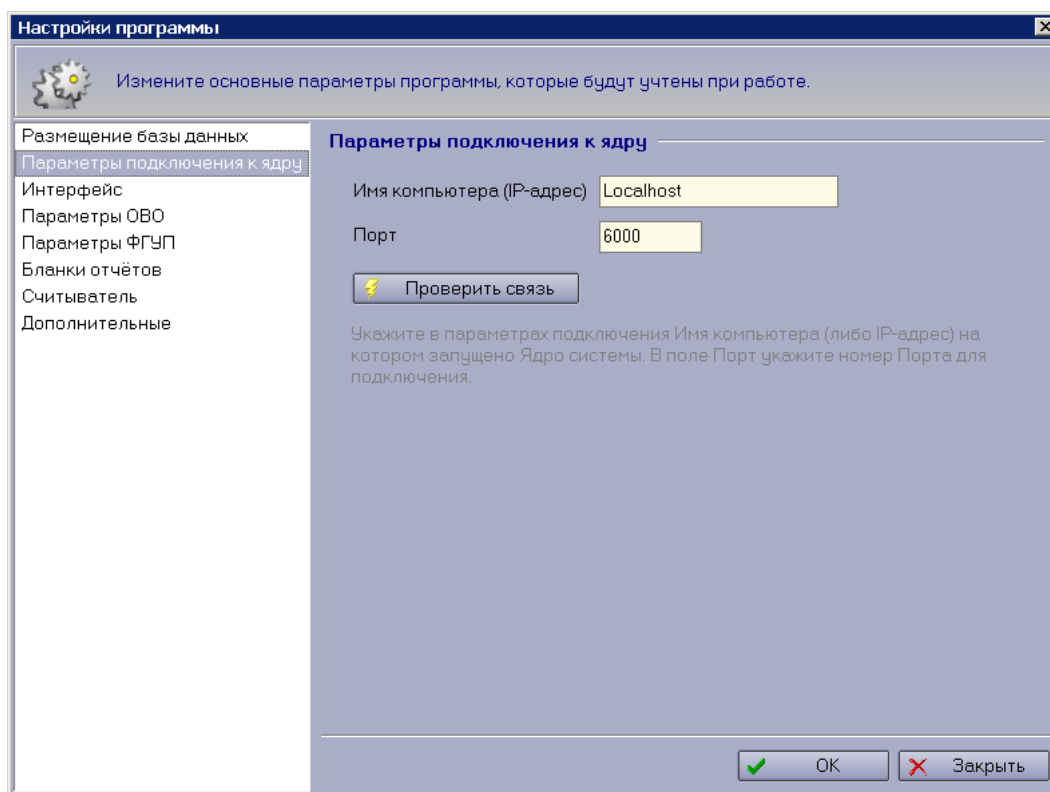 Настройки программы
Измените основные параметры программы, которые будут учтены при работе.
Размещение базы данных
Параметры подключения к ядру
Интерфейс
Параметры ОВО
Параметры ФГУП
Бланки отчётов
Считыватель
Дополнительные
Параметры подключения к ядру
Имя компьютера (IP-адрес) Localhost
Порт 6000
Проверить связь
Укажите в параметрах подключения Имя компьютера (либо IP-адрес) на
котором запущено Ядро системы. В поле Порт укажите номер Порта для
подключения.
OK Закрыть